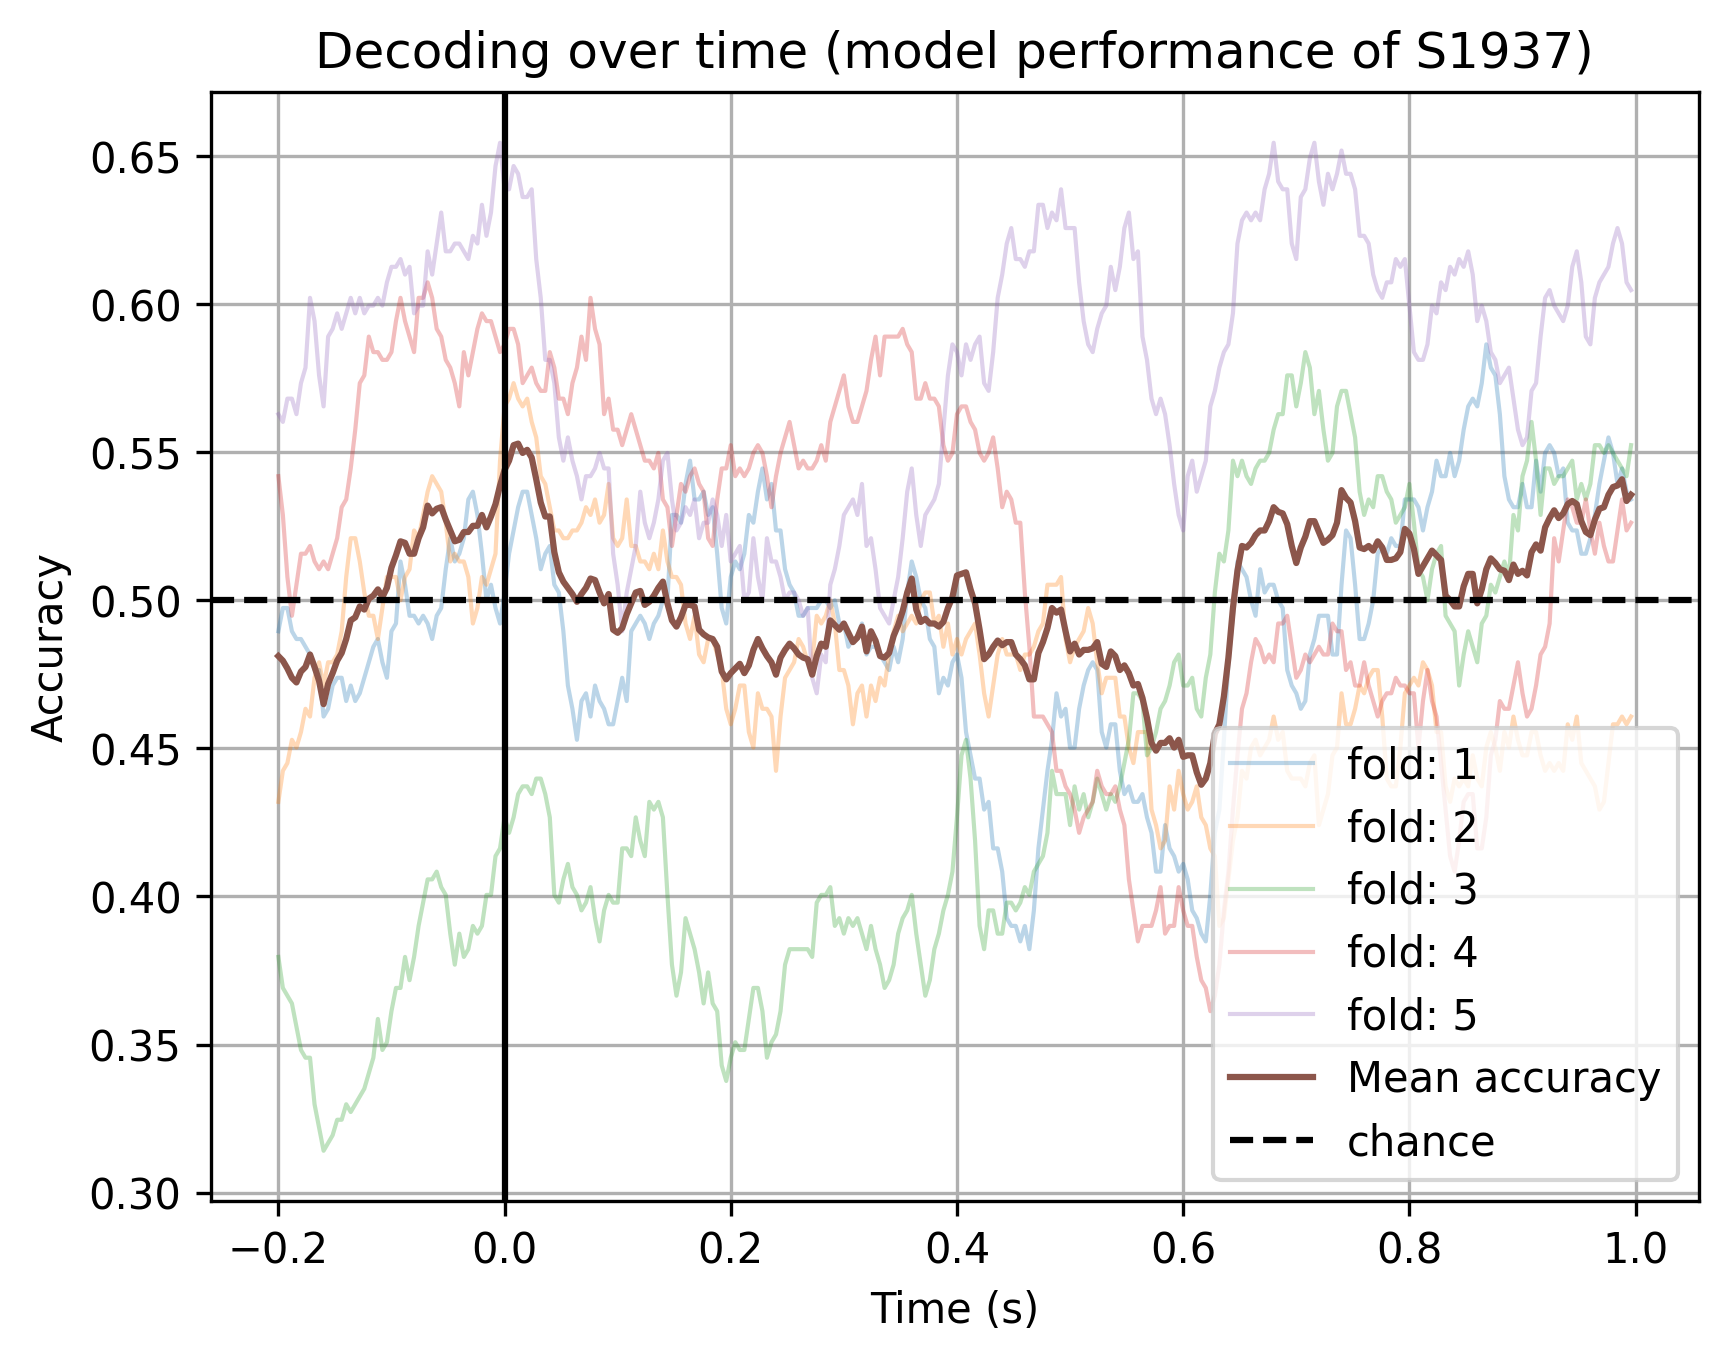 Decoding over time (model performance of S1937)
0.65
0.60
0.55
0.50
0.45
0.40
0.35
0.30
Accuracy
−0.2
0.0
0.2
0.4
0.6
0.8
1.0
Time (s)
fold: 1
fold: 2
fold: 3
fold: 4
fold: 5
Mean accuracy
chance